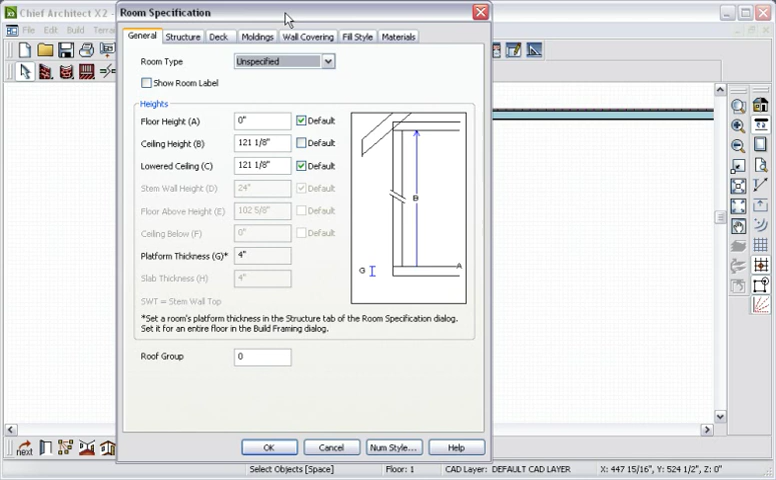 Chief Architect X2
File Edit Build Terra
Room Specification
General Structure Deck Moldings Wall Covering Fill Style Materials
Room Type Unspecified
Show Room Label
Heights
Floor Height (A) 0" Default
Ceiling Height (B) 121 1/8" Default
Lowered Ceiling (C) 121 1/8" Default
Stem Wall Height (D) 24" Default
Floor Above Height (E) 102 5/8" Default
Ceiling Below (F) 0" Default
Platform Thickness (G)* 4"
Slab Thickness (H) 4"
SWT = Stem Wall Top
B
G A
*Set a room's platform thickness in the Structure tab of the Room Specification dialog.
Set it for an entire floor in the Build Framing dialog.
Roof Group 0
OK Cancel Num Style... Help
next
Select Objects [Space] Floor: 1 CAD Layer: DEFAULT CAD LAYER X: 447 15/16", Y: 524 1/2", Z: 0"